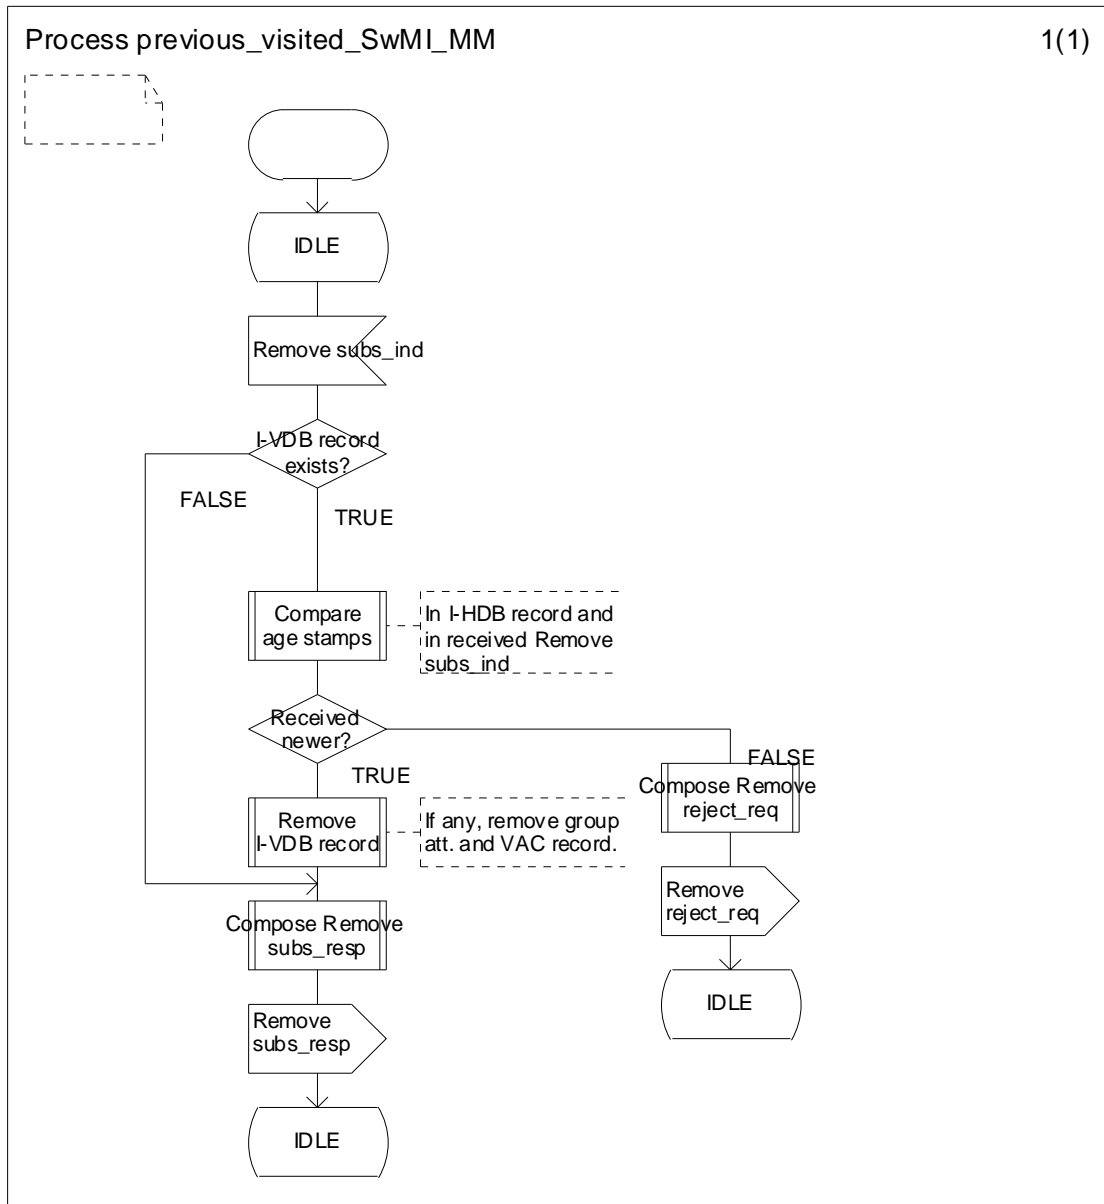 Process previous_visited_SwMI_MM
1(1)
IDLE
Remove subs_ind
I-VDB record
exists?
FALSE
TRUE
Compare
age stamps
In I-HDB record and
in received Remove
subs_ind
Received
newer?
FALSE
TRUE
Compose Remove
reject_req
Remove
I-VDB record
If any, remove group
att. and VAC record.
Remove
reject_req
Compose Remove
subs_resp
IDLE
Remove
subs_resp
IDLE